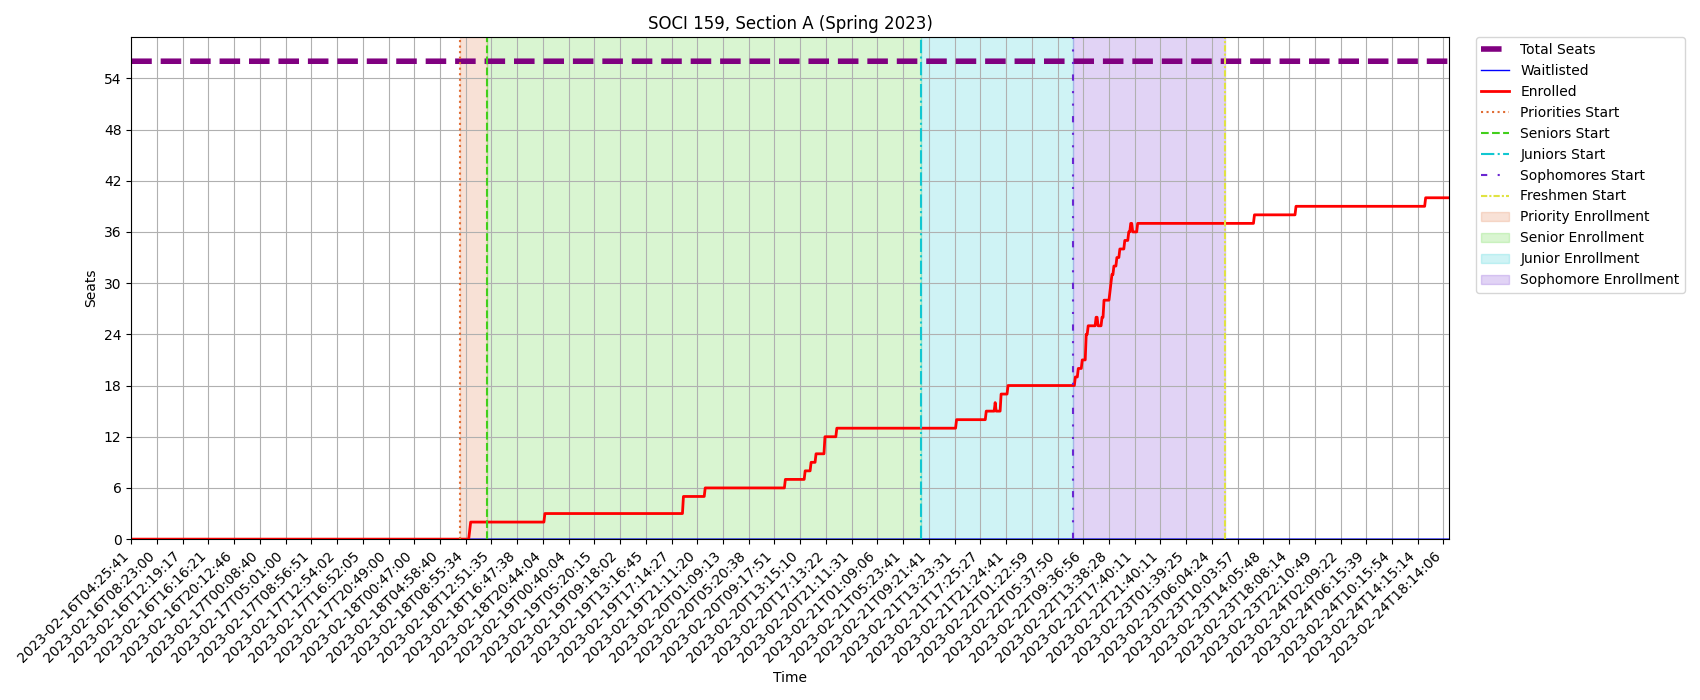 SOCI 159, Section A (Spring 2023)
Total Seats
Waitlisted
Enrolled
Priorities Start
Seniors Start
Juniors Start
Sophomores Start
Freshmen Start
Priority Enrollment
Senior Enrollment
Junior Enrollment
Sophomore Enrollment
Seats
54
48
42
36
30
24
18
12
6
0
2023-02-16T04:25:41
2023-02-16T08:23:00
2023-02-16T12:19:17
2023-02-16T16:16:21
2023-02-16T20:12:46
2023-02-17T00:08:40
2023-02-17T05:01:00
2023-02-17T08:56:51
2023-02-17T12:54:02
2023-02-17T16:52:05
2023-02-17T20:49:00
2023-02-18T00:47:00
2023-02-18T04:58:40
2023-02-18T08:55:34
2023-02-18T12:51:35
2023-02-18T16:47:38
2023-02-18T20:44:04
2023-02-19T00:40:04
2023-02-19T05:20:15
2023-02-19T09:18:02
2023-02-19T13:16:45
2023-02-19T17:14:27
2023-02-19T21:11:20
2023-02-20T01:09:13
2023-02-20T05:20:38
2023-02-20T09:17:51
2023-02-20T13:15:10
2023-02-20T17:13:22
2023-02-20T21:11:31
2023-02-21T01:09:06
2023-02-21T05:23:41
2023-02-21T09:21:41
2023-02-21T13:23:31
2023-02-21T17:25:27
2023-02-21T21:24:41
2023-02-22T01:22:59
2023-02-22T05:37:50
2023-02-22T09:36:56
2023-02-22T13:38:28
2023-02-22T17:40:11
2023-02-22T21:40:11
2023-02-23T01:39:25
2023-02-23T06:04:24
2023-02-23T10:03:57
2023-02-23T14:05:48
2023-02-23T18:08:14
2023-02-23T22:10:49
2023-02-24T02:09:22
2023-02-24T06:15:39
2023-02-24T10:15:54
2023-02-24T14:15:14
2023-02-24T18:14:06
Time